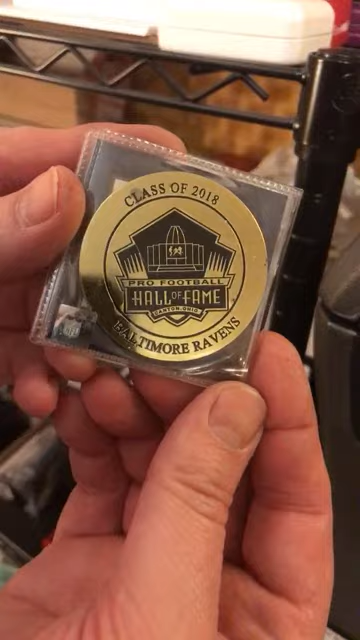 CLASS OF 2018
PRO FOOTBALL
HALL OF FAME
CANTON, OHIO
BALTIMORE RAVENS